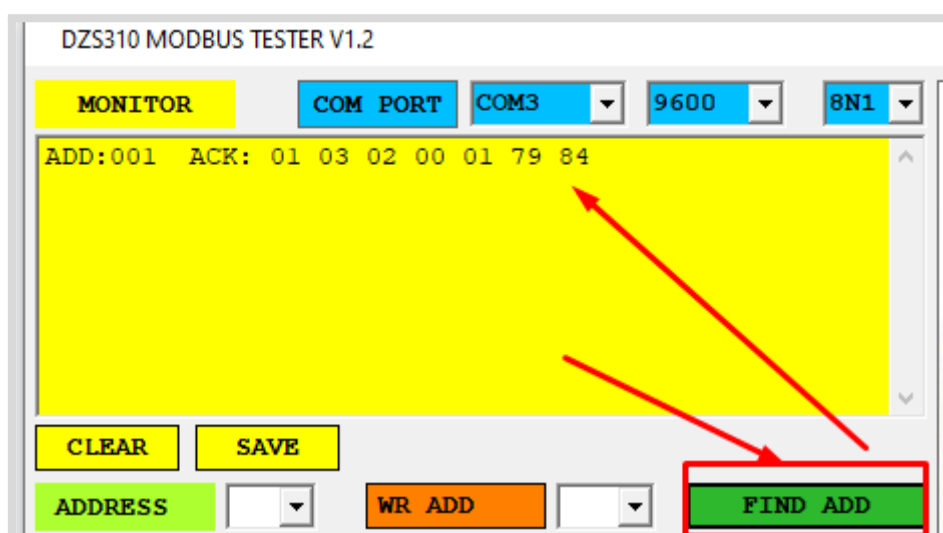 DZS310 MODBUS TESTER V1.2
MONITOR COM PORT COM3 9600 8N1
ADD:001 ACK: 01 03 02 00 01 79 84
CLEAR SAVE
ADDRESS WR ADD FIND ADD